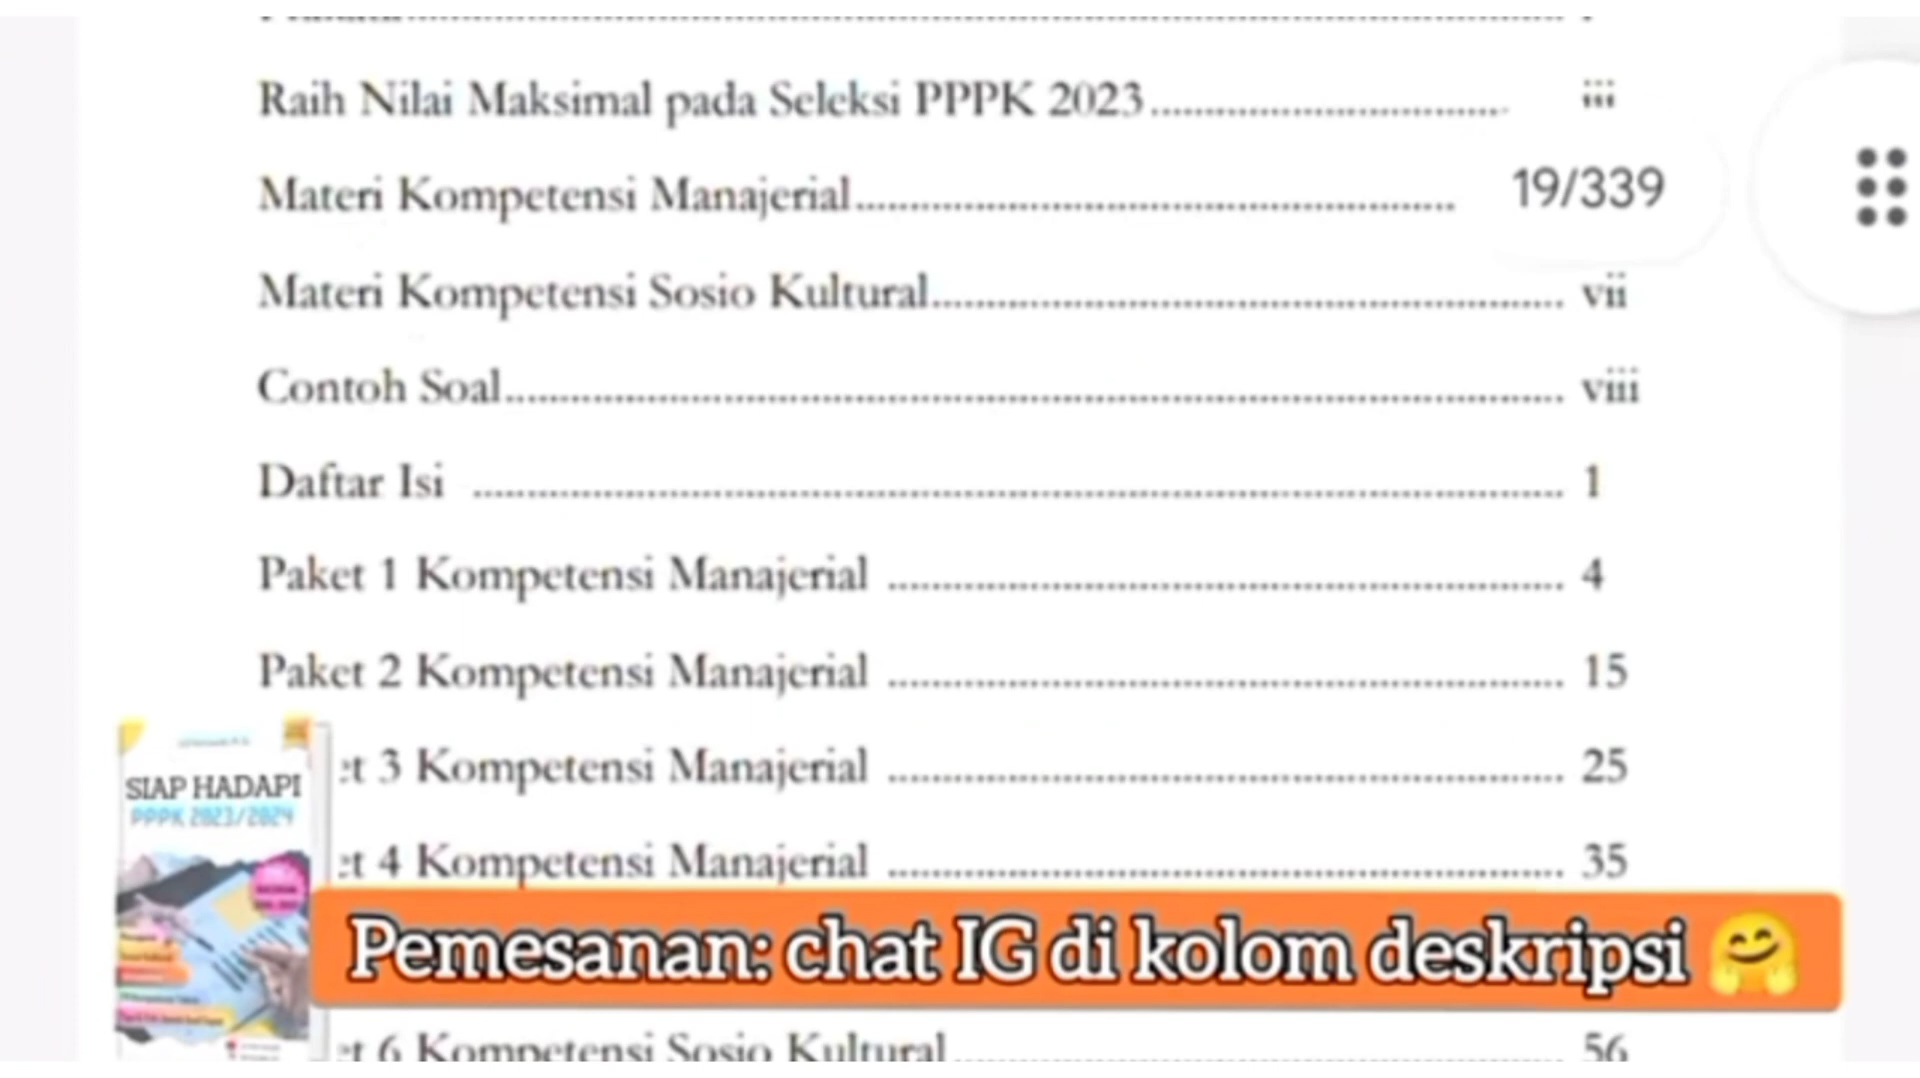 Raih Nilai Maksimal pada Seleksi PPPK 2023 ........ iii
Materi Kompetensi Manajerial ........
19/339
Materi Kompetensi Sosio Kultural ........ vii
Contoh Soal ........ viii
Daftar Isi ........ 1
Paket 1 Kompetensi Manajerial ........ 4
Paket 2 Kompetensi Manajerial ........ 15
et 3 Kompetensi Manajerial ........ 25
et 4 Kompetensi Manajerial ........ 35
SIAP HADAPI
PPPK 2023/2024
Pemesanan: chat IG di kolom deskripsi 🤗
et 6 Kompetensi Sosio Kultural ........ 56